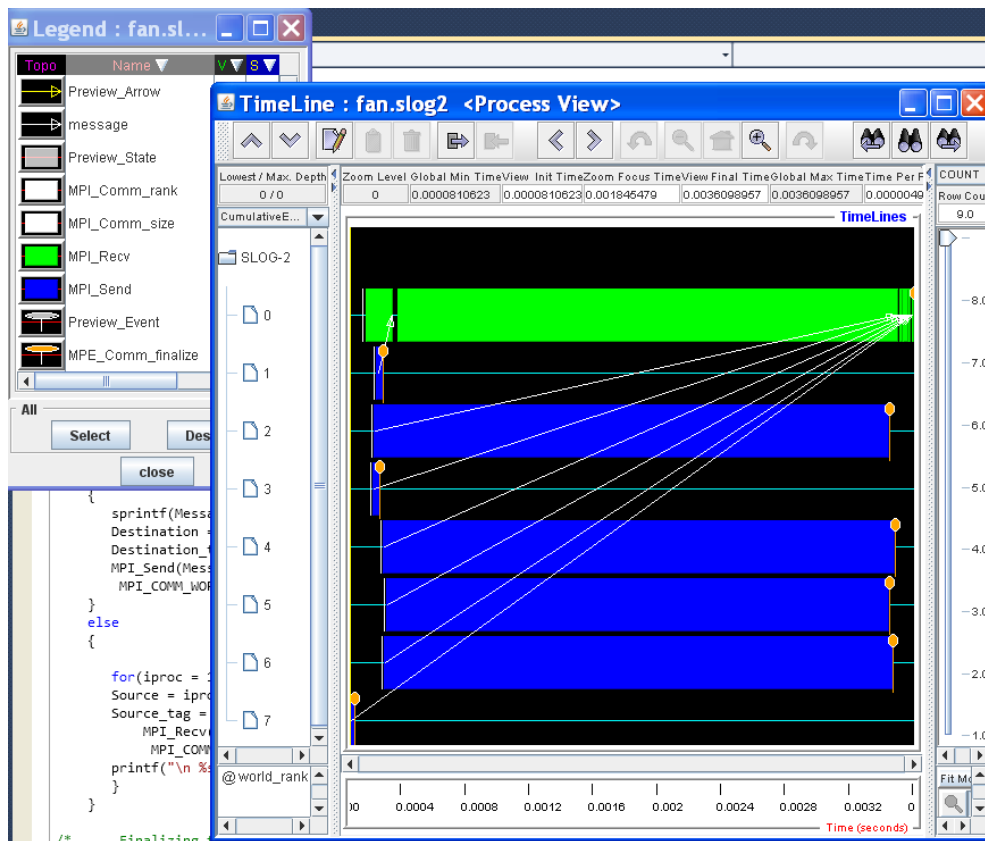 Legend : fan.sl...
Topo Name V S
Preview_Arrow
message
Preview_State
MPI_Comm_rank
MPI_Comm_size
MPI_Recv
MPI_Send
Preview_Event
MPE_Comm_finalize
All
Select Des
close
TimeLine : fan.slog2 <Process View>
Lowest / Max. Depth Zoom Level Global Min Time View Init Time Zoom Focus Time View Final Time Global Max Time Time Per P COUNT
0 / 0 0 0.0000810623 0.0000810623 0.001845479 0.0036098957 0.0036098957 0.0000049 Row Cou
CumulativeE... 9.0
TimeLines
SLOG-2
0
1
2
3
4
5
6
7
8.0
7.0
6.0
5.0
4.0
3.0
2.0
1.0
@ world_rank
Fit Mo
0.0004 0.0008 0.0012 0.0016 0.002 0.0024 0.0028 0.0032 0
Time (seconds)
{
sprintf(Messa
Destination =
Destination_t
MPI_Send(Mess
MPI_COMM_WOR
}
else
{
for(iproc =
Source = ipro
Source_tag =
MPI_Recv
MPI_COMM
printf("\n %s
}
}
/* Finalizing